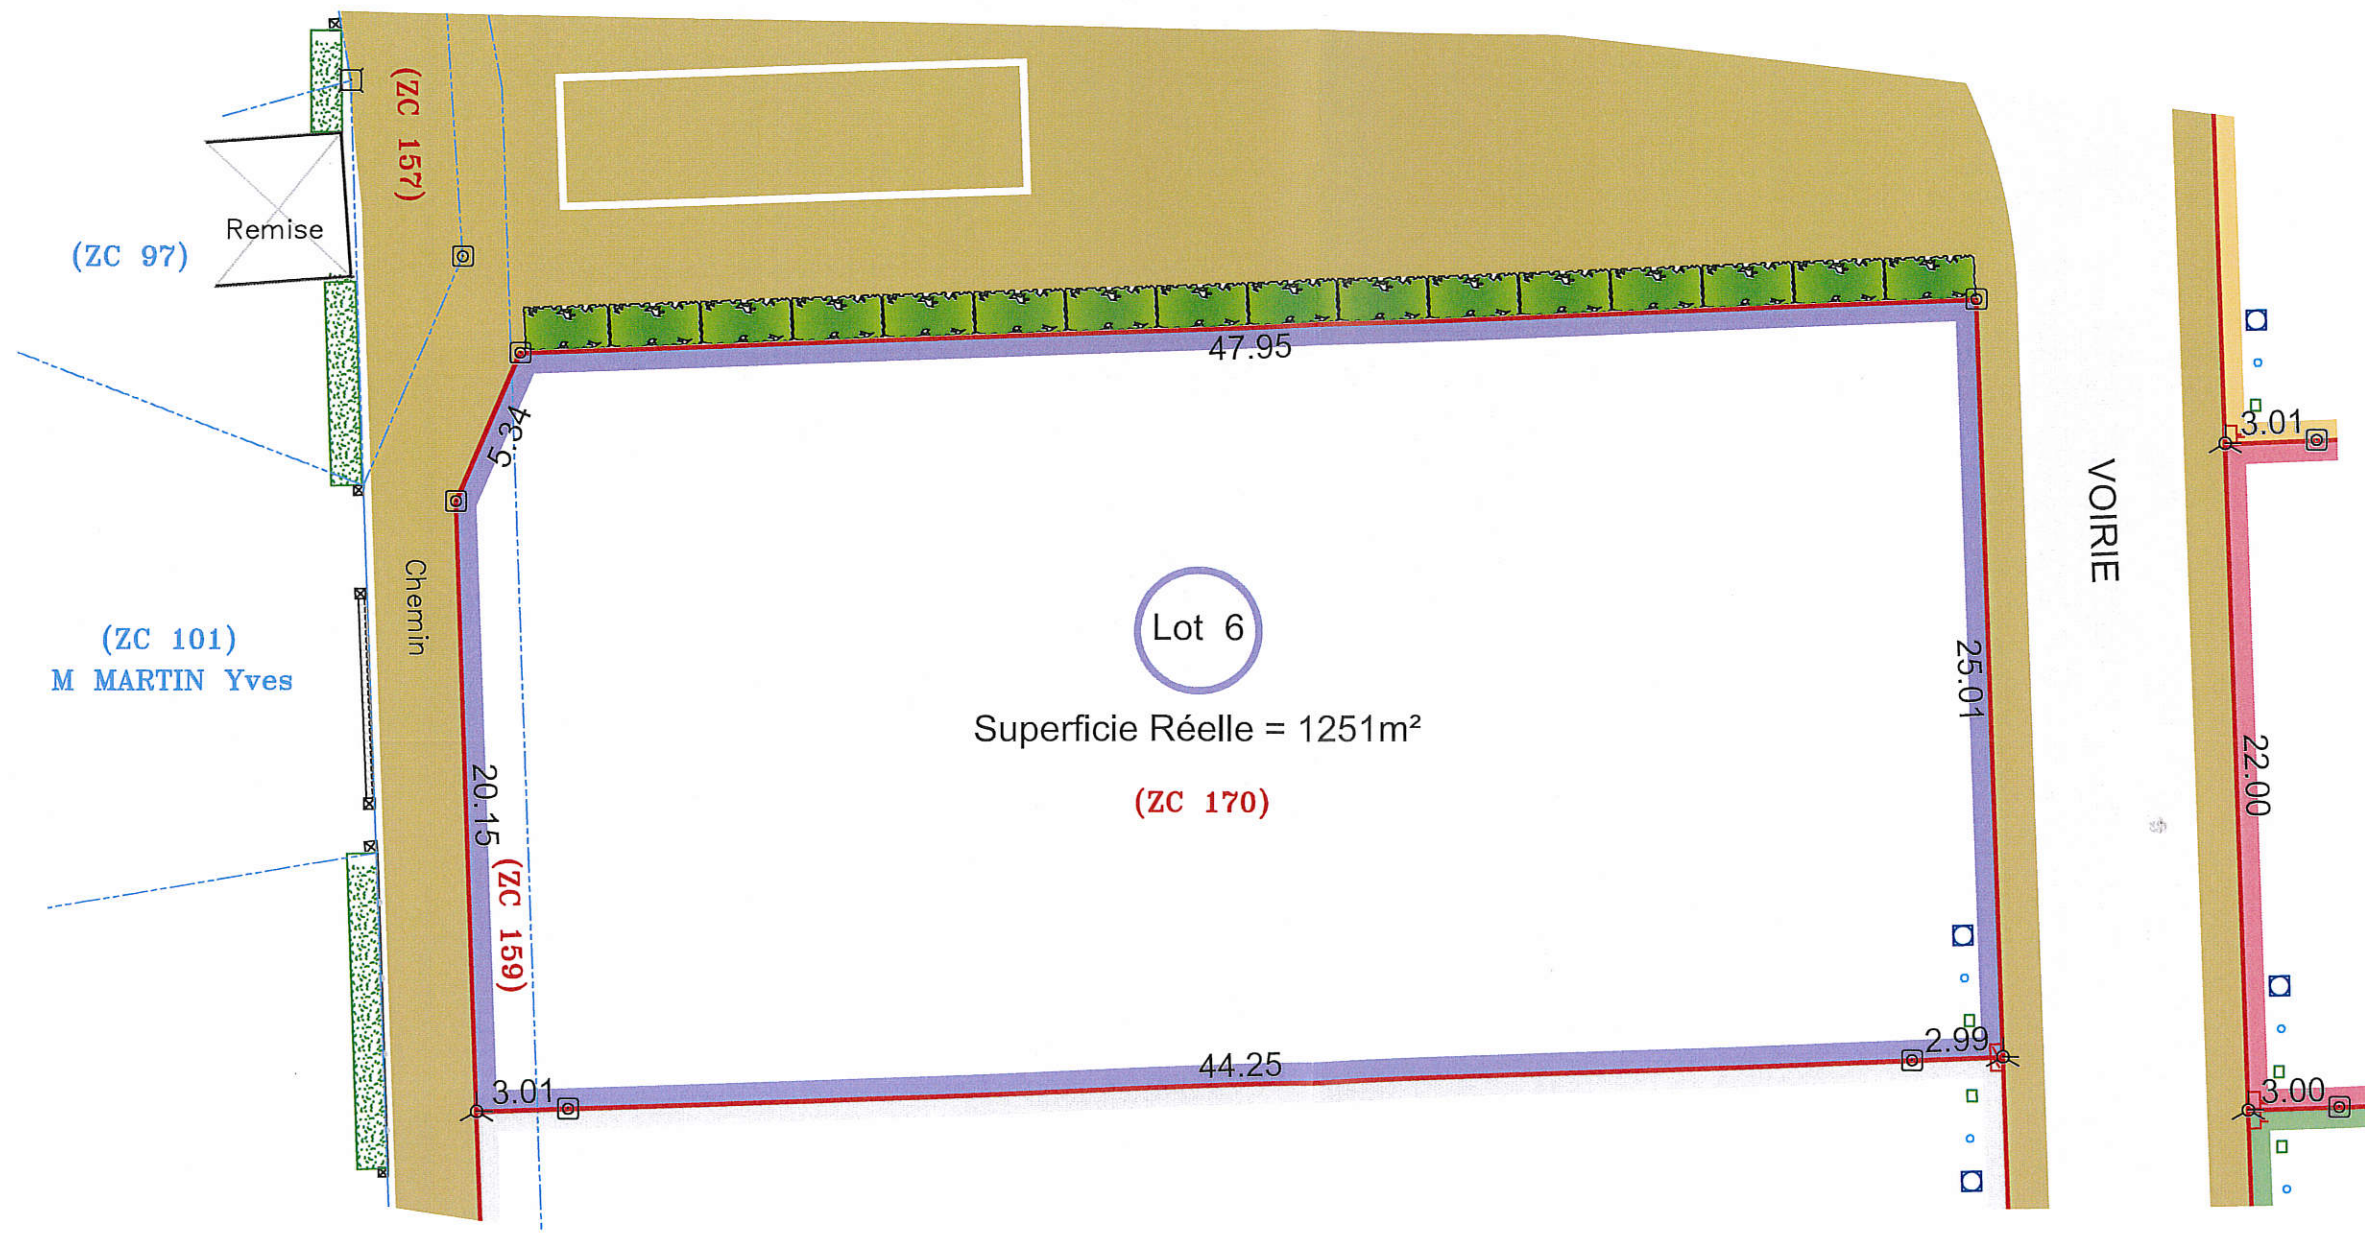 (ZC 157)
Remise
(ZC 97)
47.95
5.34
3.01
VOIRIE
Chemin
(ZC 101)
M MARTIN Yves
Lot 6
25.01
Superficie Réelle = 1251m²
22.00
20.15
(ZC 170)
(ZC 159)
2.99
44.25
3.01
3.00